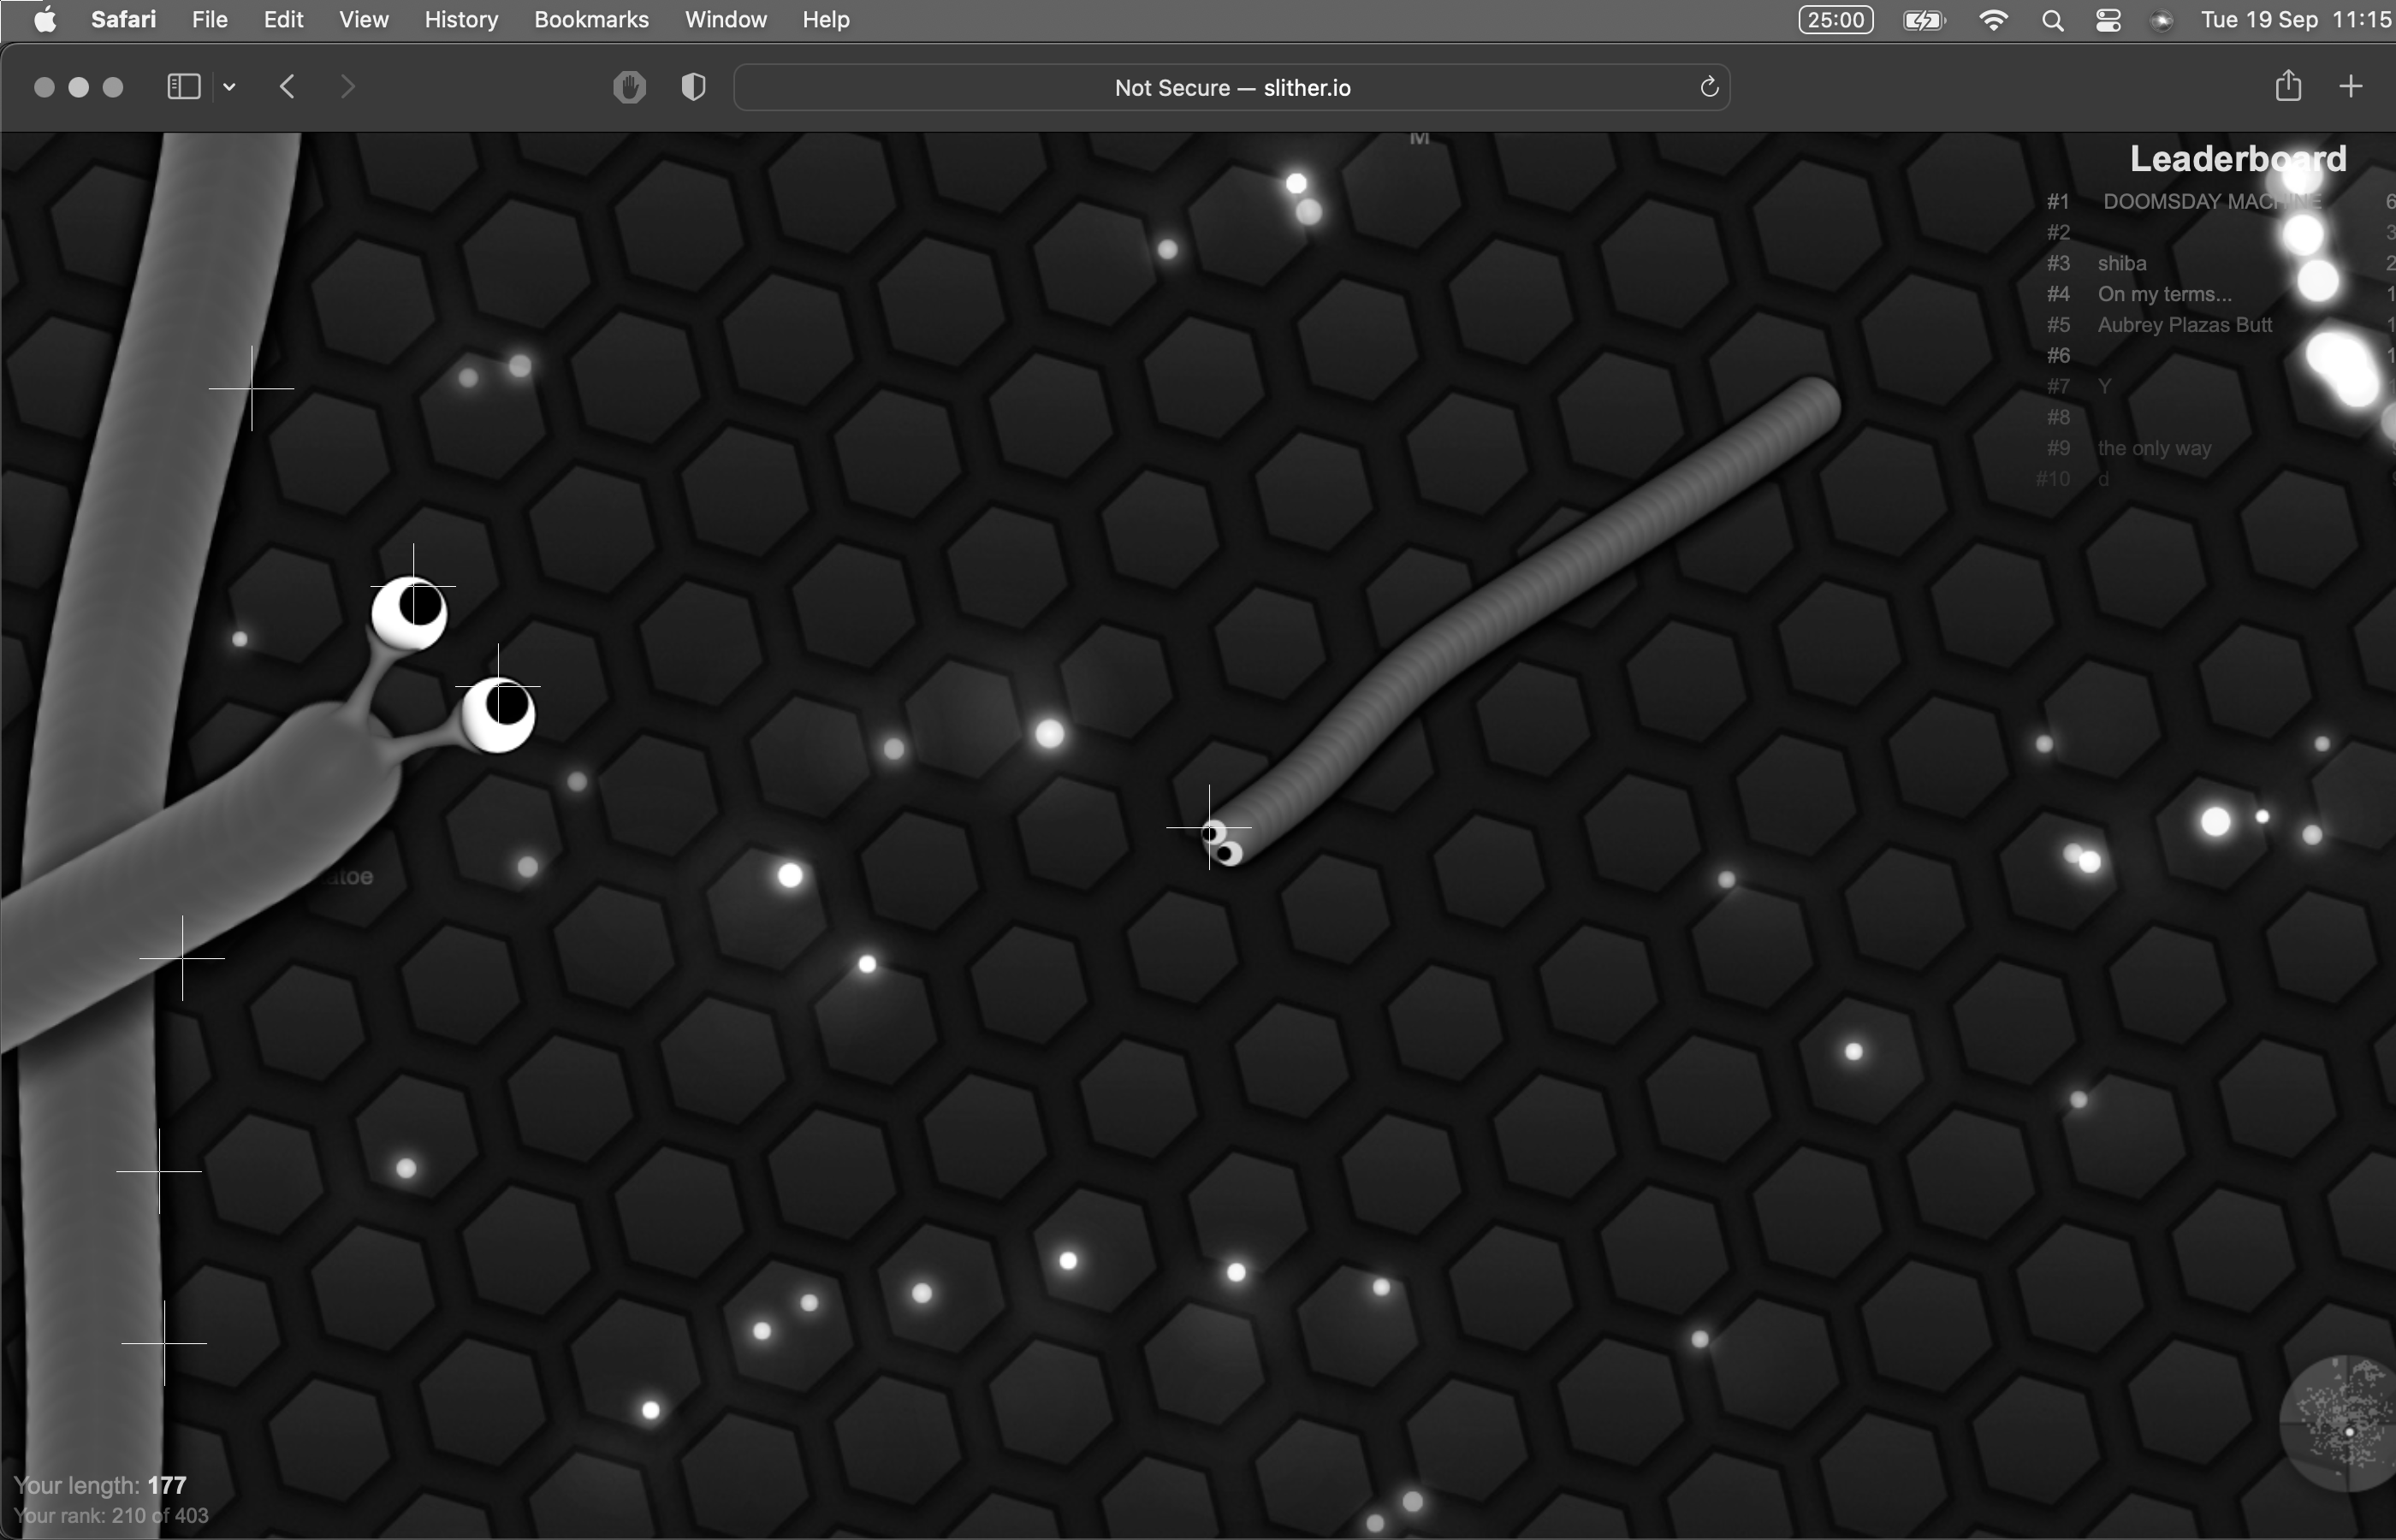 Safari File Edit View History Bookmarks Window Help 25:00 Tue 19 Sep 11:15
Not Secure — slither.io
M
Leaderboard
#1 DOOMSDAY MACHINE 6
#2 3
#3 shiba 2
#4 On my terms... 1
#5 Aubrey Plazas Butt 1
#6 1
#7 Y 1
#8
#9 the only way
#10 d
atoe
Your length: 177
Your rank: 210 of 403